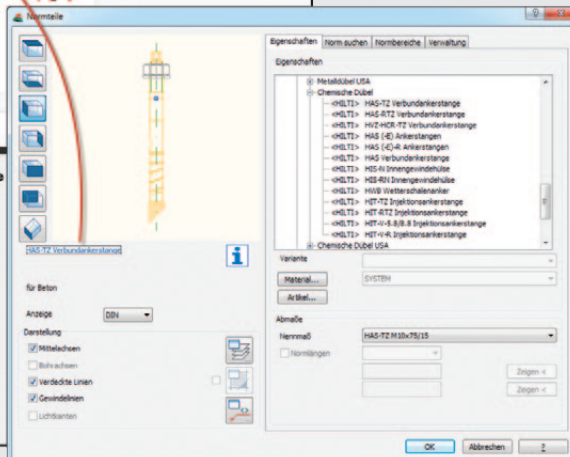 Normteile
Eigenschaften
Norm suchen
Normbereiche
Verwaltung
Eigenschaften
Metalldübel USA
Chemische Dübel
<HILTI> HAS-TZ Verbundankerstange
<HILTI> HAS-RTZ Verbundankerstange
<HILTI> HVZ-HCR-TZ Verbundankerstange
<HILTI> HAS (-E) Ankerstangen
<HILTI> HAS (-E)-R Ankerstangen
<HILTI> HAS Verbundankerstange
<HILTI> HIS-N Innengewindehülse
<HILTI> HIS-RN Innengewindehülse
<HILTI> HWB Wetterschalenanker
<HILTI> HIT-TZ Injektionsankerstange
<HILTI> HIT-RTZ Injektionsankerstange
<HILTI> HIT-V-5.8/8.8 Injektionsankerstange
<HILTI> HIT-V-R Injektionsankerstange
Chemische Dübel USA
HAS-TZ Verbundankerstange
für Beton
Anzeige
DIN
Darstellung
Mittelachsen
Bohrachsen
Verdeckte Linien
Gewindelinien
Lichtkanten
Variante
Material...
SYSTEM
Artikel...
Abmaße
Nennmaß
HAS-TZ M10x75/15
Normlängen
Zeigen <
Zeigen <
OK
Abbrechen
?